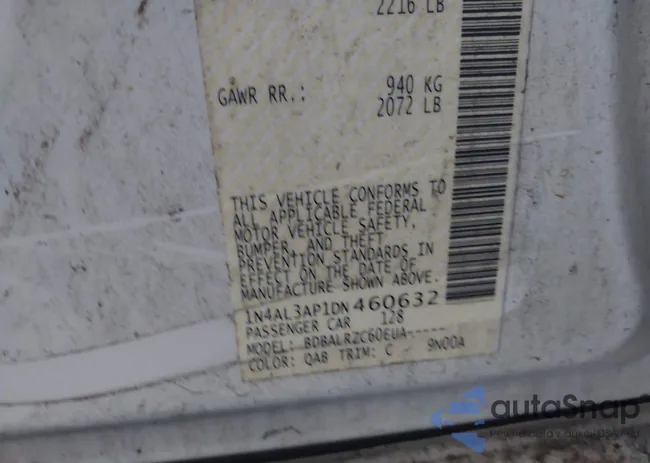 2216 LB
GAWR RR.: 940 KG
2072 LB
THIS VEHICLE CONFORMS TO
ALL APPLICABLE FEDERAL
MOTOR VEHICLE SAFETY,
BUMPER, AND THEFT
PREVENTION STANDARDS IN
EFFECT ON THE DATE OF
MANUFACTURE SHOWN ABOVE.
1N4AL3AP1DN460632
PASSENGER CAR 128
MODEL: BDBALRZC60EUA-----
COLOR: QAB TRIM: C 9N00A
autoSnap